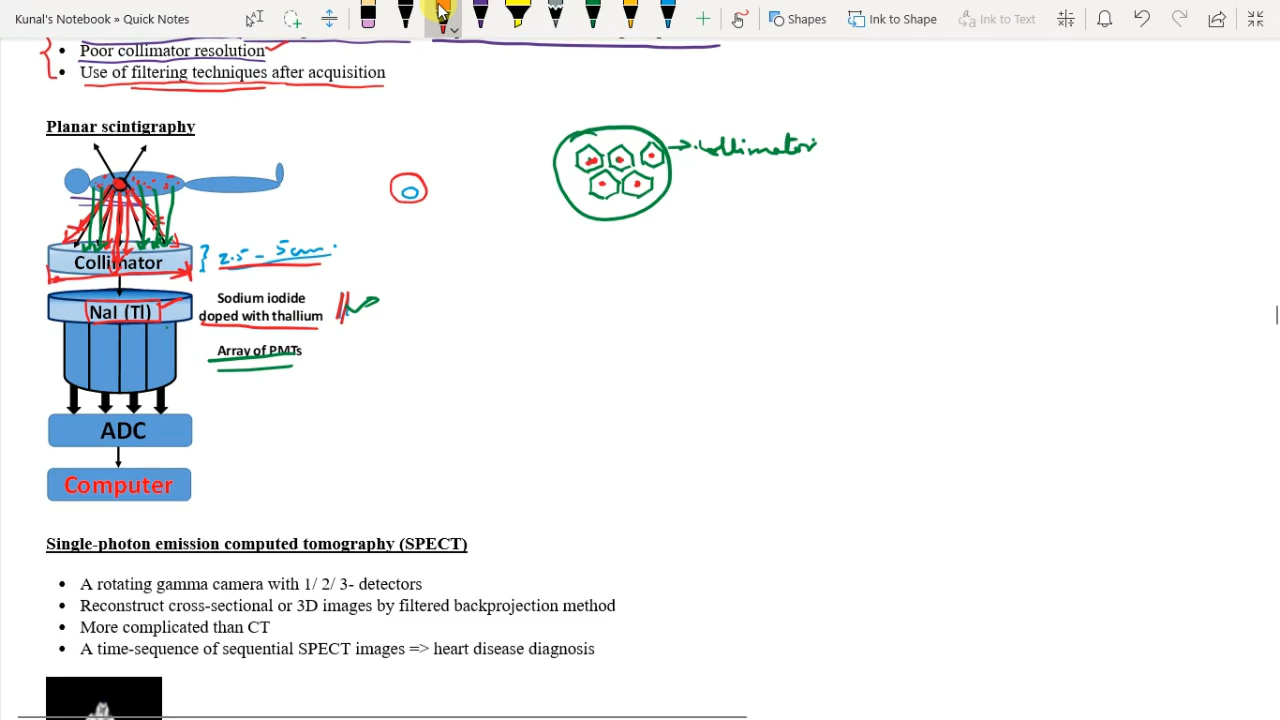 Kunal's Notebook » Quick Notes
Shapes
Ink to Shape
Ink to Text
• Poor collimator resolution
• Use of filtering techniques after acquisition
Planar scintigraphy
Collimator
Collimator
2.5 - 5cm.
NaI (Tl)
Sodium iodide
doped with thallium
Array of PMTs
ADC
Computer
Single-photon emission computed tomography (SPECT)
• A rotating gamma camera with 1/ 2/ 3- detectors
• Reconstruct cross-sectional or 3D images by filtered backprojection method
• More complicated than CT
• A time-sequence of sequential SPECT images => heart disease diagnosis